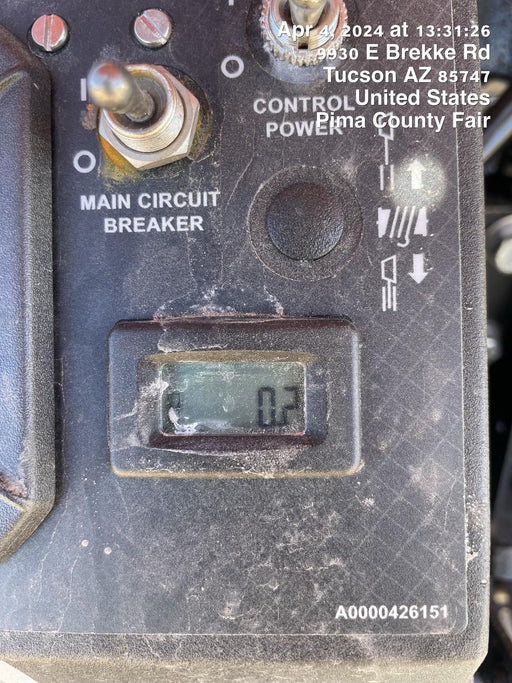 Apr 4, 2024 at 13:31:26
9930 E Brekke Rd
Tucson AZ 85747
United States
Pima County Fair
I
I
O
O
CONTROL
POWER
MAIN CIRCUIT
BREAKER
0.2
A0000426151